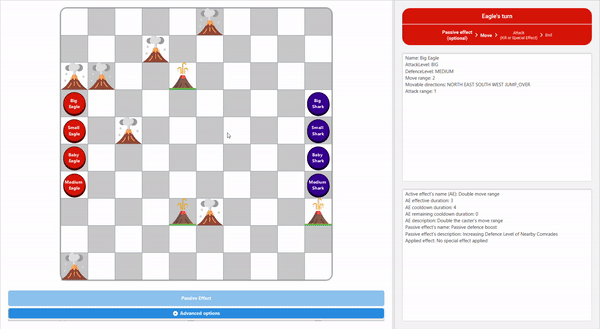 Eagle's turn
Passive effect (optional) > Move > Attack (Kill or Special Effect) > End
Name: Big Eagle
AttackLevel: BIG
DefenceLevel: MEDIUM
Move range: 2
Movable directions: NORTH EAST SOUTH WEST JUMP_OVER
Attack range: 1
Big Eagle
Big Shark
Small Eagle
Small Shark
Baby Eagle
Baby Shark
Medium Eagle
Medium Shark
Active effect's name (AE): Double move range
AE effective duration: 3
AE cooldown duration: 4
AE remaining cooldown duration: 0
AE description: Double the caster's move range
Passive effect's name: Passive defence boost
Passive effect's description: Increasing Defence Level of Nearby Comrades
Applied effect: No special effect applied
Passive Effect
Advanced options